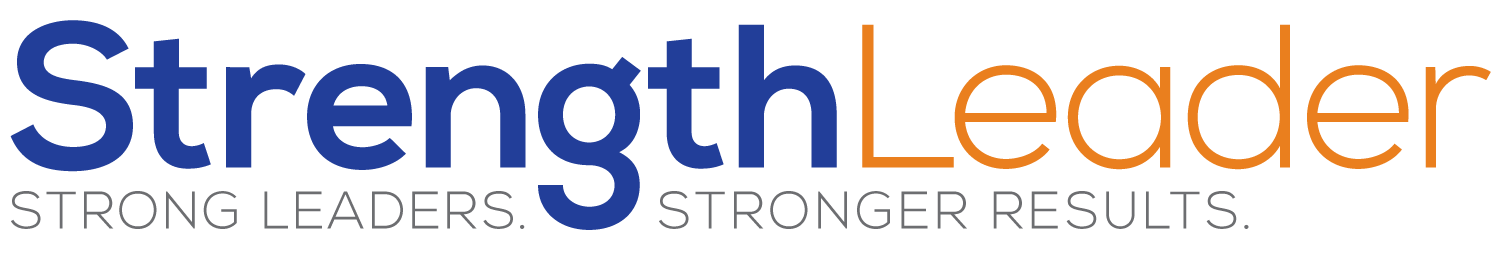 StrengthLeader
STRONG LEADERS. STRONGER RESULTS.